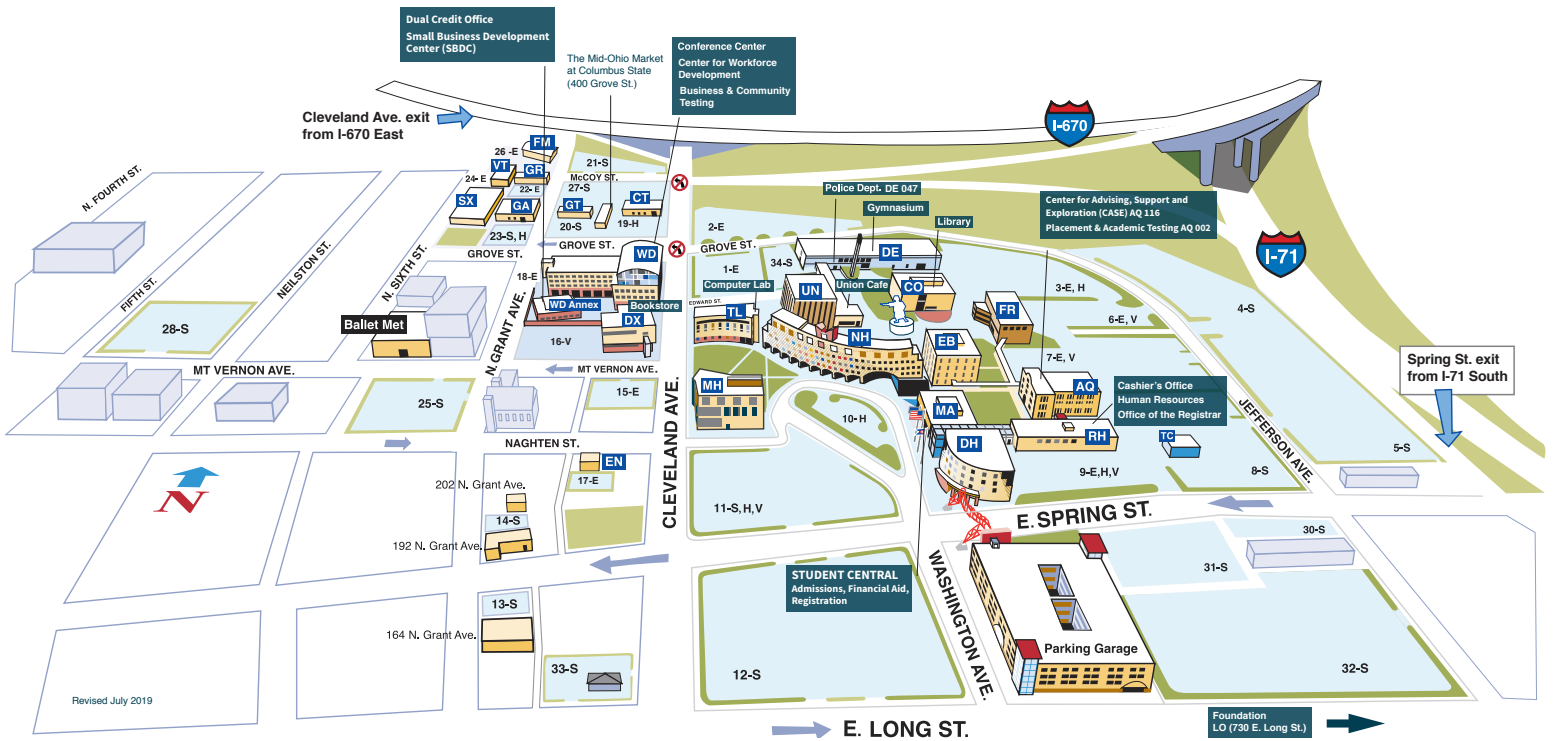 Dual Credit Office
Small Business Development
Center (SBDC)
The Mid-Ohio Market
at Columbus State
(400 Grove St.)
Conference Center
Center for Workforce
Development
Business & Community
Testing
Cleveland Ave. exit
from I-670 East
I-670
I-71
FM
26 -E
VT
GR
24- E
22- E
SX
GA
23-S, H
21-S
McCOY ST.
27-S
GT
CT
20-S
19-H
GROVE ST.
GROVE ST.
GROVE ST.
N. FOURTH ST.
FIFTH ST.
NEILSTON ST.
N. SIXTH ST.
N. GRANT AVE.
CLEVELAND AVE.
18-E
WD
WD Annex
Bookstore
DX
16-V
Ballet Met
28-S
MT VERNON AVE.
MT VERNON AVE.
25-S
15-E
NAGHTEN ST.
EN
17-E
202 N. Grant Ave.
14-S
192 N. Grant Ave.
13-S
164 N. Grant Ave.
33-S
N
Revised July 2019
2-E
1-E
34-S
Police Dept. DE 047
Gymnasium
Library
DE
Computer Lab
Union Cafe
UN
CO
EDWARD ST.
TL
NH
FR
EB
MH
10- H
MA
DH
AQ
RH
TC
Center for Advising, Support and
Exploration (CASE) AQ 116
Placement & Academic Testing AQ 002
3-E, H
6-E, V
7-E, V
4-S
5-S
8-S
9-E,H,V
Cashier's Office
Human Resources
Office of the Registrar
Spring St. exit
from I-71 South
JEFFERSON AVE.
11-S, H, V
E. SPRING ST.
STUDENT CENTRAL
Admissions, Financial Aid,
Registration
WASHINGTON AVE.
12-S
30-S
31-S
32-S
Parking Garage
E. LONG ST.
Foundation
LO (730 E. Long St.)